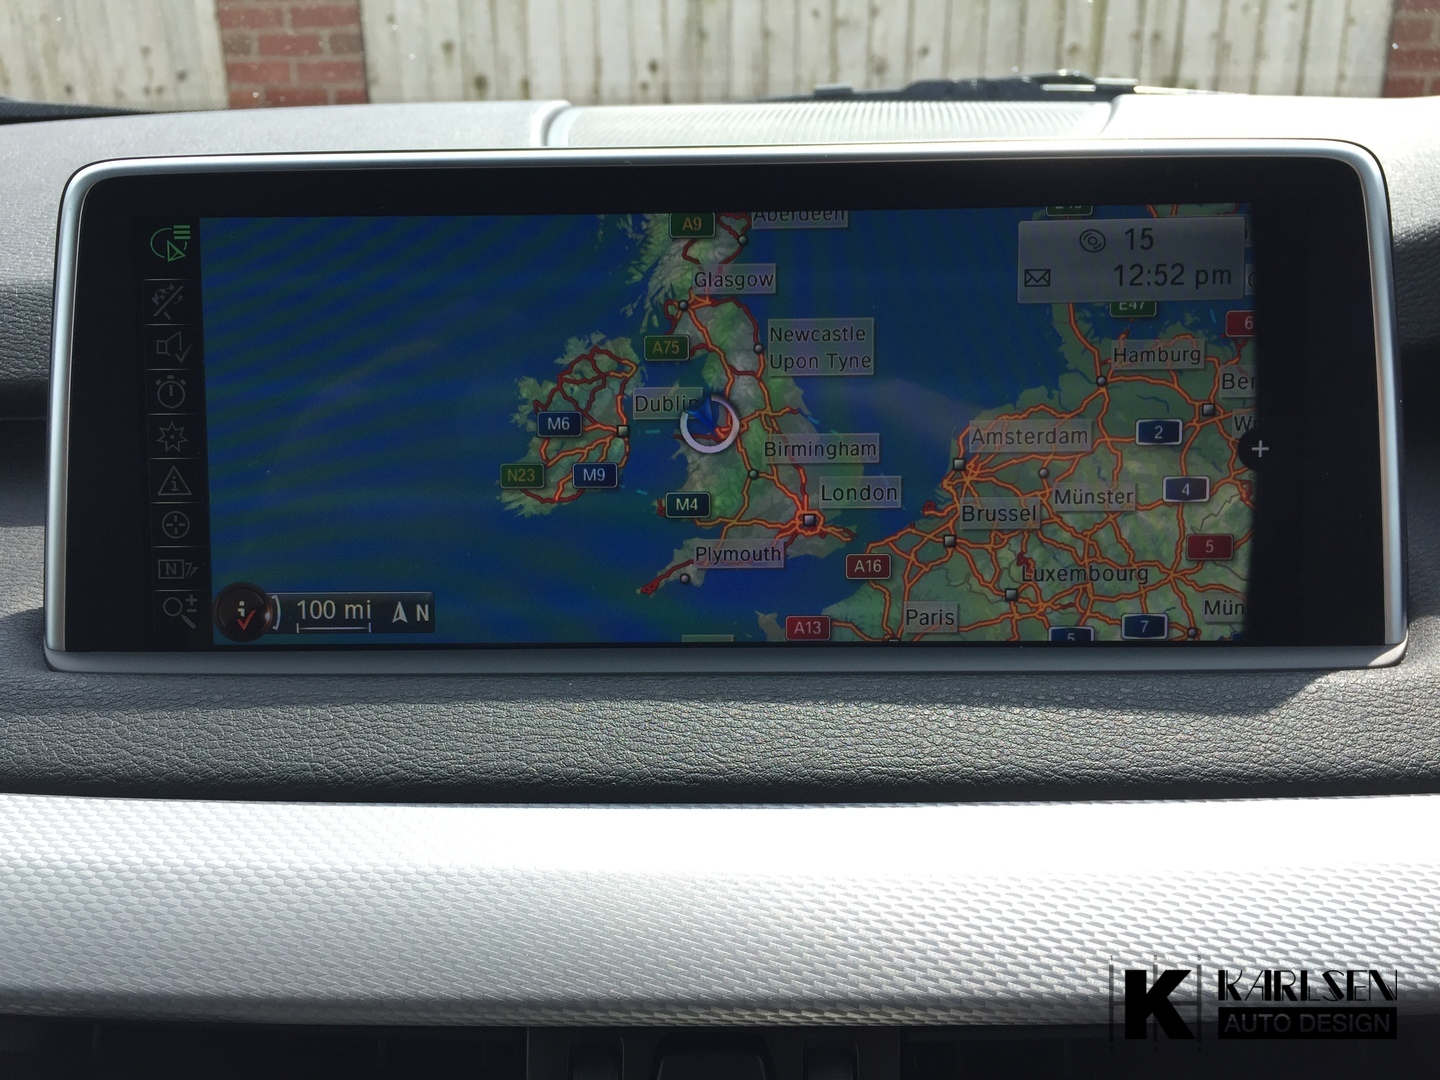 Aberdeen
A9
15
Glasgow
12:52 pm
E47
6
Newclastle
Upon Tyne
A75
Hamburg
Dublin
M6
2
Amsterdam
Birmingham
N23
M9
4
Münster
London
M4
Brussel
5
Plymouth
A16
Luxembourg
100 mi
N
Paris
Mün
A13
7
5
N
K
KARLSEN
AUTO DESIGN